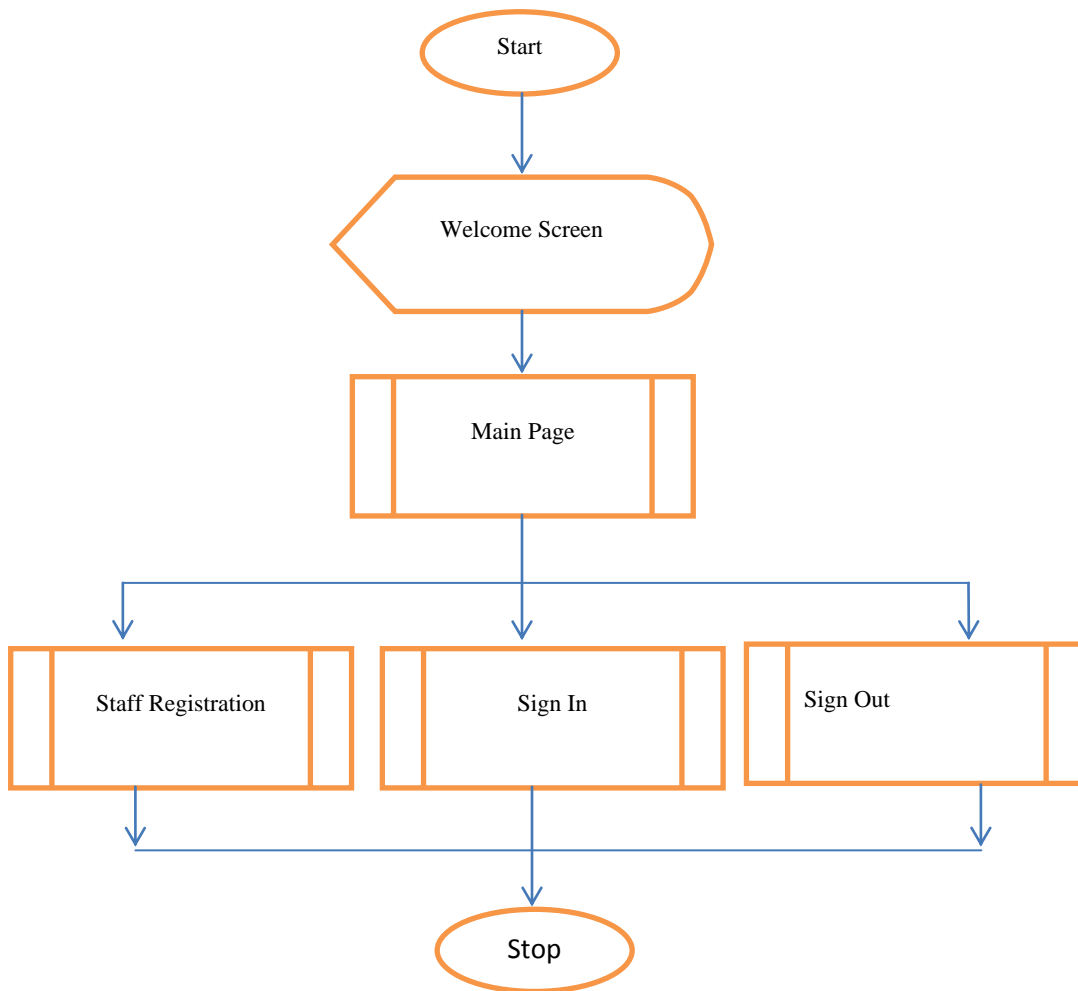 Start
Welcome Screen
Main Page
Staff Registration
Sign In
Sign Out
Stop